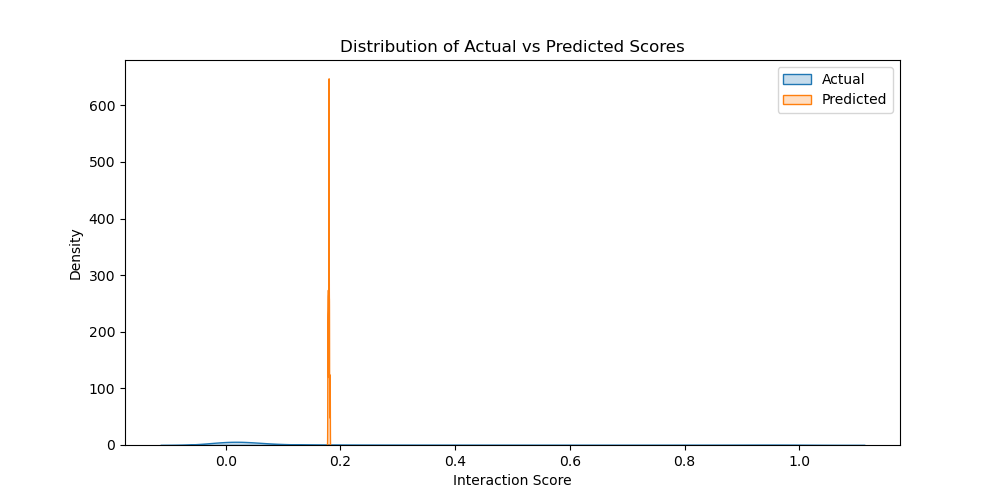 Distribution of Actual vs Predicted Scores
Actual
Predicted
Density
600
500
400
300
200
100
0
0.0 0.2 0.4 0.6 0.8 1.0
Interaction Score